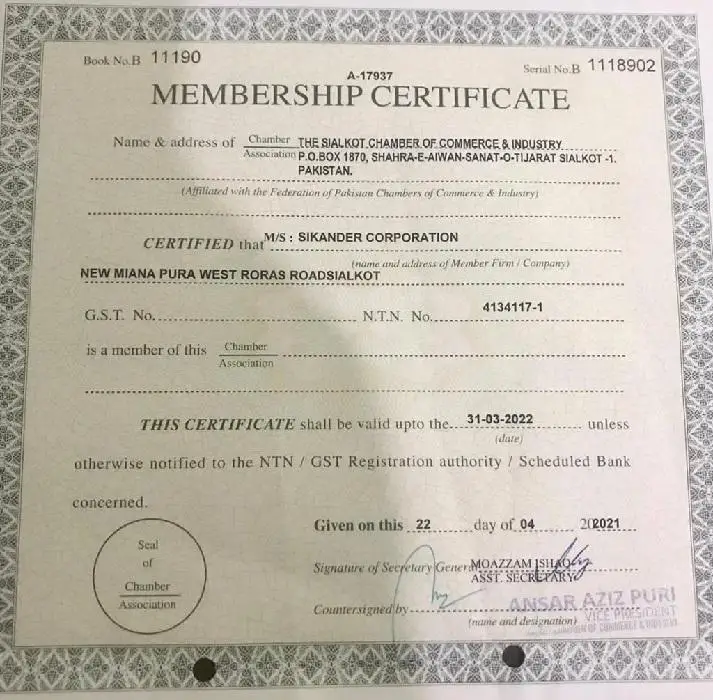 Book No.B 11190
Serial No.B 1118902
A-17937
MEMBERSHIP CERTIFICATE
Name & address of Chamber THE SIALKOT CHAMBER OF COMMERCE & INDUSTRY
Association P.O.BOX 1870, SHAHRA-E-AIWAN-SANAT-O-TIJARAT SIALKOT -1.
PAKISTAN.
(Affiliated with the Federation of Pakistan Chambers of Commerce & Industry)
CERTIFIED that M/S : SIKANDER CORPORATION
(name and address of Member Firm / Company)
NEW MIANA PURA WEST RORAS ROADSIALKOT
G.S.T. No. N.T.N. No. 4134117-1
is a member of this Chamber
Association
THIS CERTIFICATE shall be valid upto the 31-03-2022 unless
(date)
otherwise notified to the NTN / GST Registration authority / Scheduled Bank
concerned.
Given on this 22 day of 04 2021
Seal
of
Chamber
Association
Signature of Secretary General MOAZZAM ISHAQ
ASST. SECRETARY
Countersigned by ANSAR AZIZ PURI
VICE PRESIDENT
(name and designation) OF COMMERCE & INDUSTRY